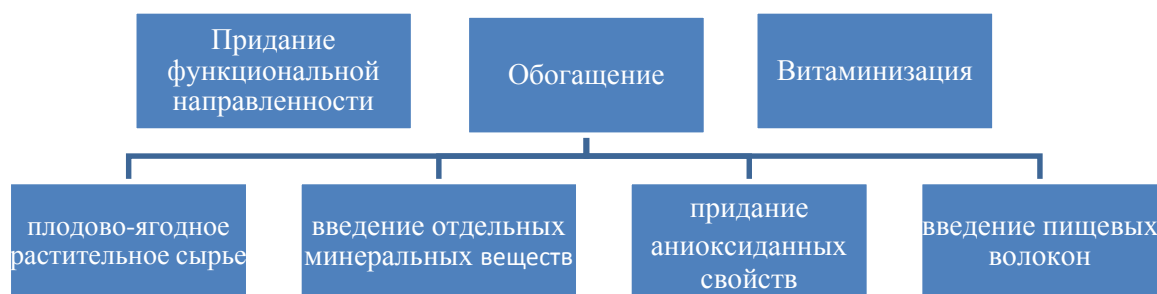 Придание
функциональной
направленности
Обогащение
Витаминизация
плодово-ягодное
растительное сырье
введение отдельных
минеральных веществ
придание
аниоксиданных
свойств
введение пищевых
волокон